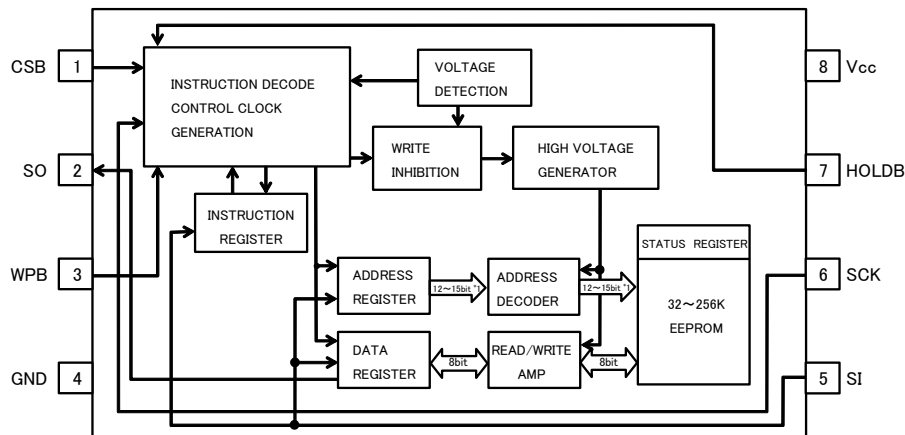 CSB
1
SO
2
WPB
3
GND
4
INSTRUCTION DECODE
CONTROL CLOCK
GENERATION
VOLTAGE
DETECTION
WRITE
INHIBITION
HIGH VOLTAGE
GENERATOR
INSTRUCTION
REGISTER
ADDRESS
REGISTER
12～15bit *1
ADDRESS
DECODER
12～15bit *1
DATA
REGISTER
8bit
READ/WRITE
AMP
8bit
STATUS REGISTER
32～256K
EEPROM
8
Vcc
7
HOLDB
6
SCK
5
SI